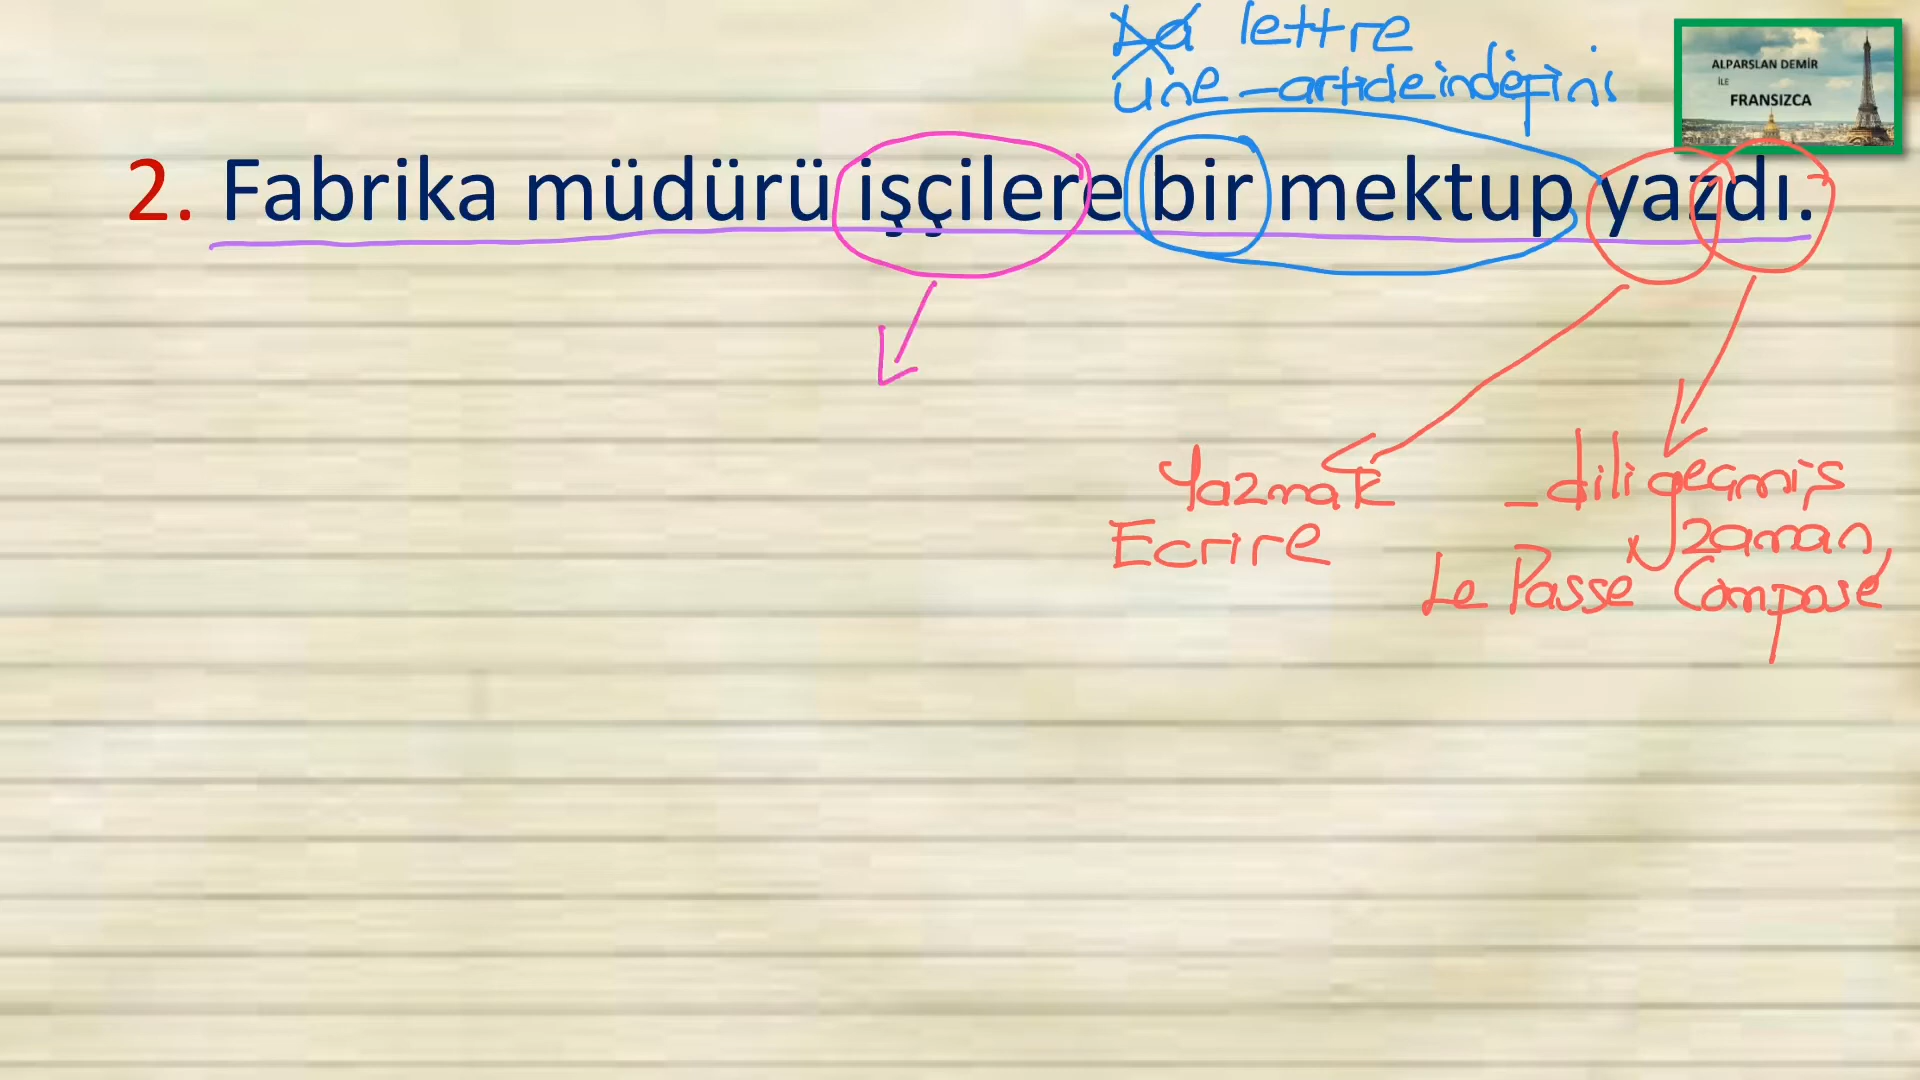 La lettre
une - article indéfini
ALPARSLAN DEMİR
İLE
FRANSIZCA
2. Fabrika müdürü işçilere bir mektup yazdı.
Yazmak
Ecrire
_dili geçmiş
zaman
Le Passe Composé